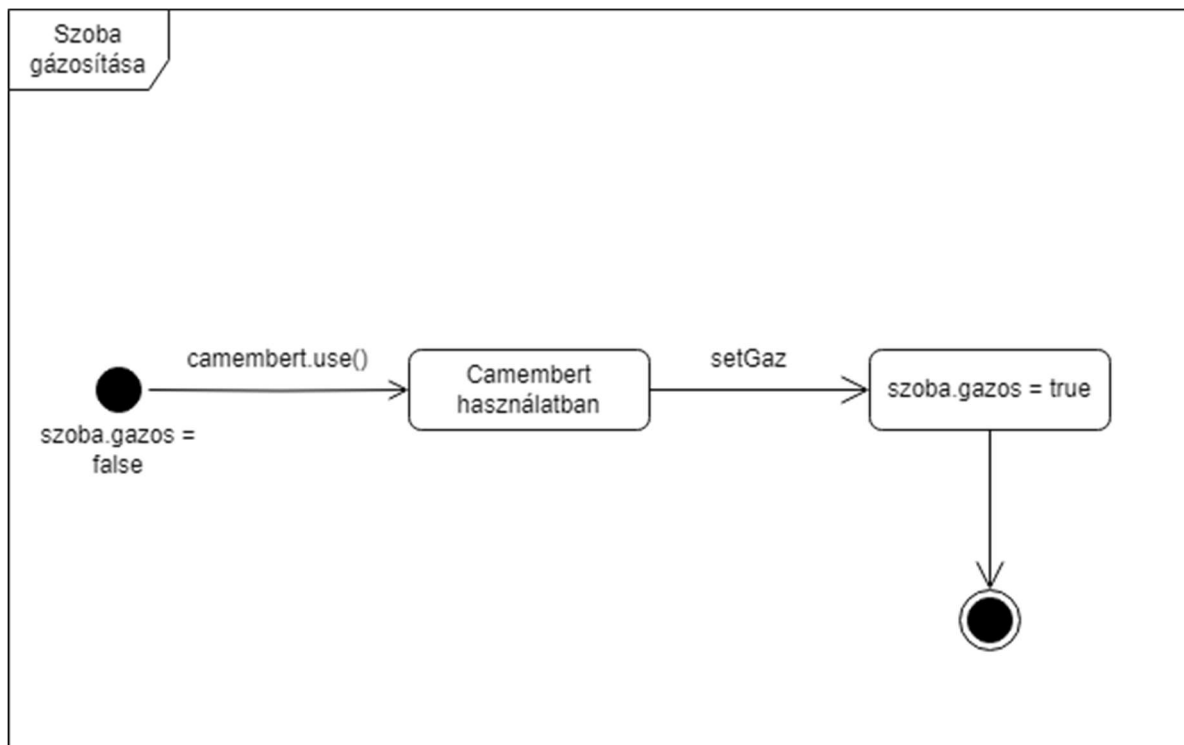 Szoba
gázosítása
camembert.use()
setGaz
Camembert
használatban
szoba.gazos = true
szoba.gazos =
false